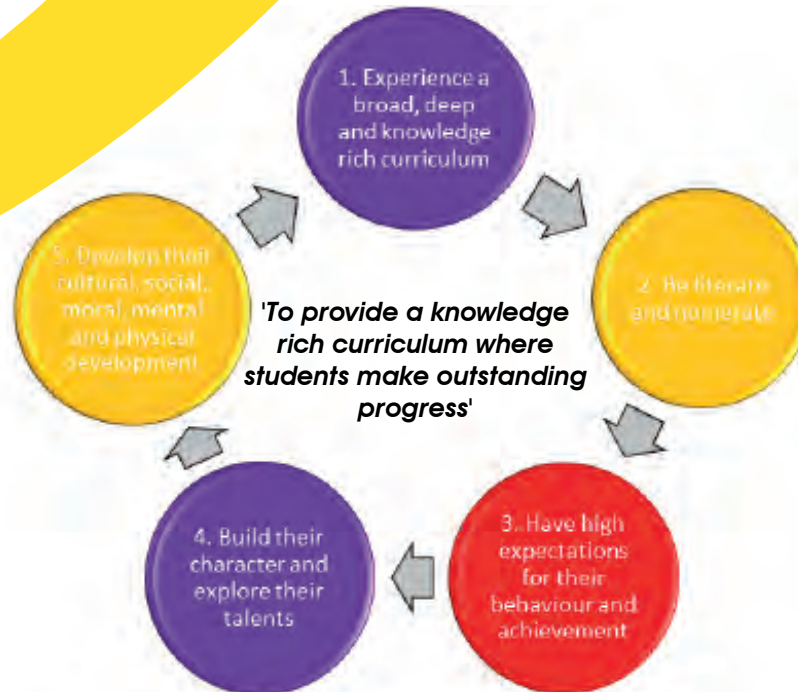 1. Experience a
broad, deep
and knowledge
rich curriculum
2. Be literate
and numerate
3. Have high
expectations
for their
behaviour and
achievement
4. Build their
character and
explore their
talents
5. Develop their
cultural, social,
moral, mental
and physical
development
'To provide a knowledge
rich curriculum where
students make outstanding
progress'